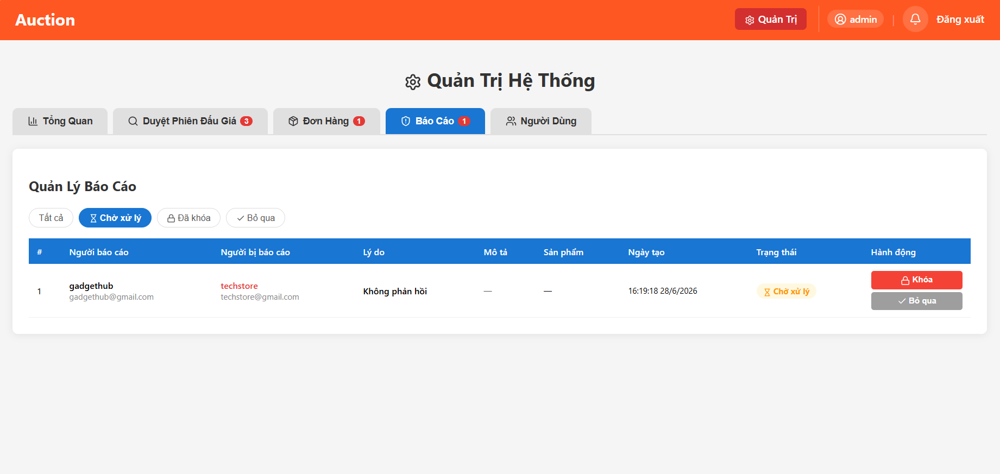 Auction
Quản Trị
admin
|
Đăng xuất
Quản Trị Hệ Thống
Tổng Quan
Duyệt Phiên Đấu Giá 3
Đơn Hàng 1
Báo Cáo 1
Người Dùng
Quản Lý Báo Cáo
Tất cả
Chờ xử lý
Đã khóa
Bỏ qua
# Người báo cáo Người bị báo cáo Lý do Mô tả Sản phẩm Ngày tạo Trạng thái Hành động
1 gadgethub techstore Không phản hồi — — 16:19:18 28/6/2026 Chờ xử lý Khóa
gadgethub@gmail.com techstore@gmail.com Bỏ qua